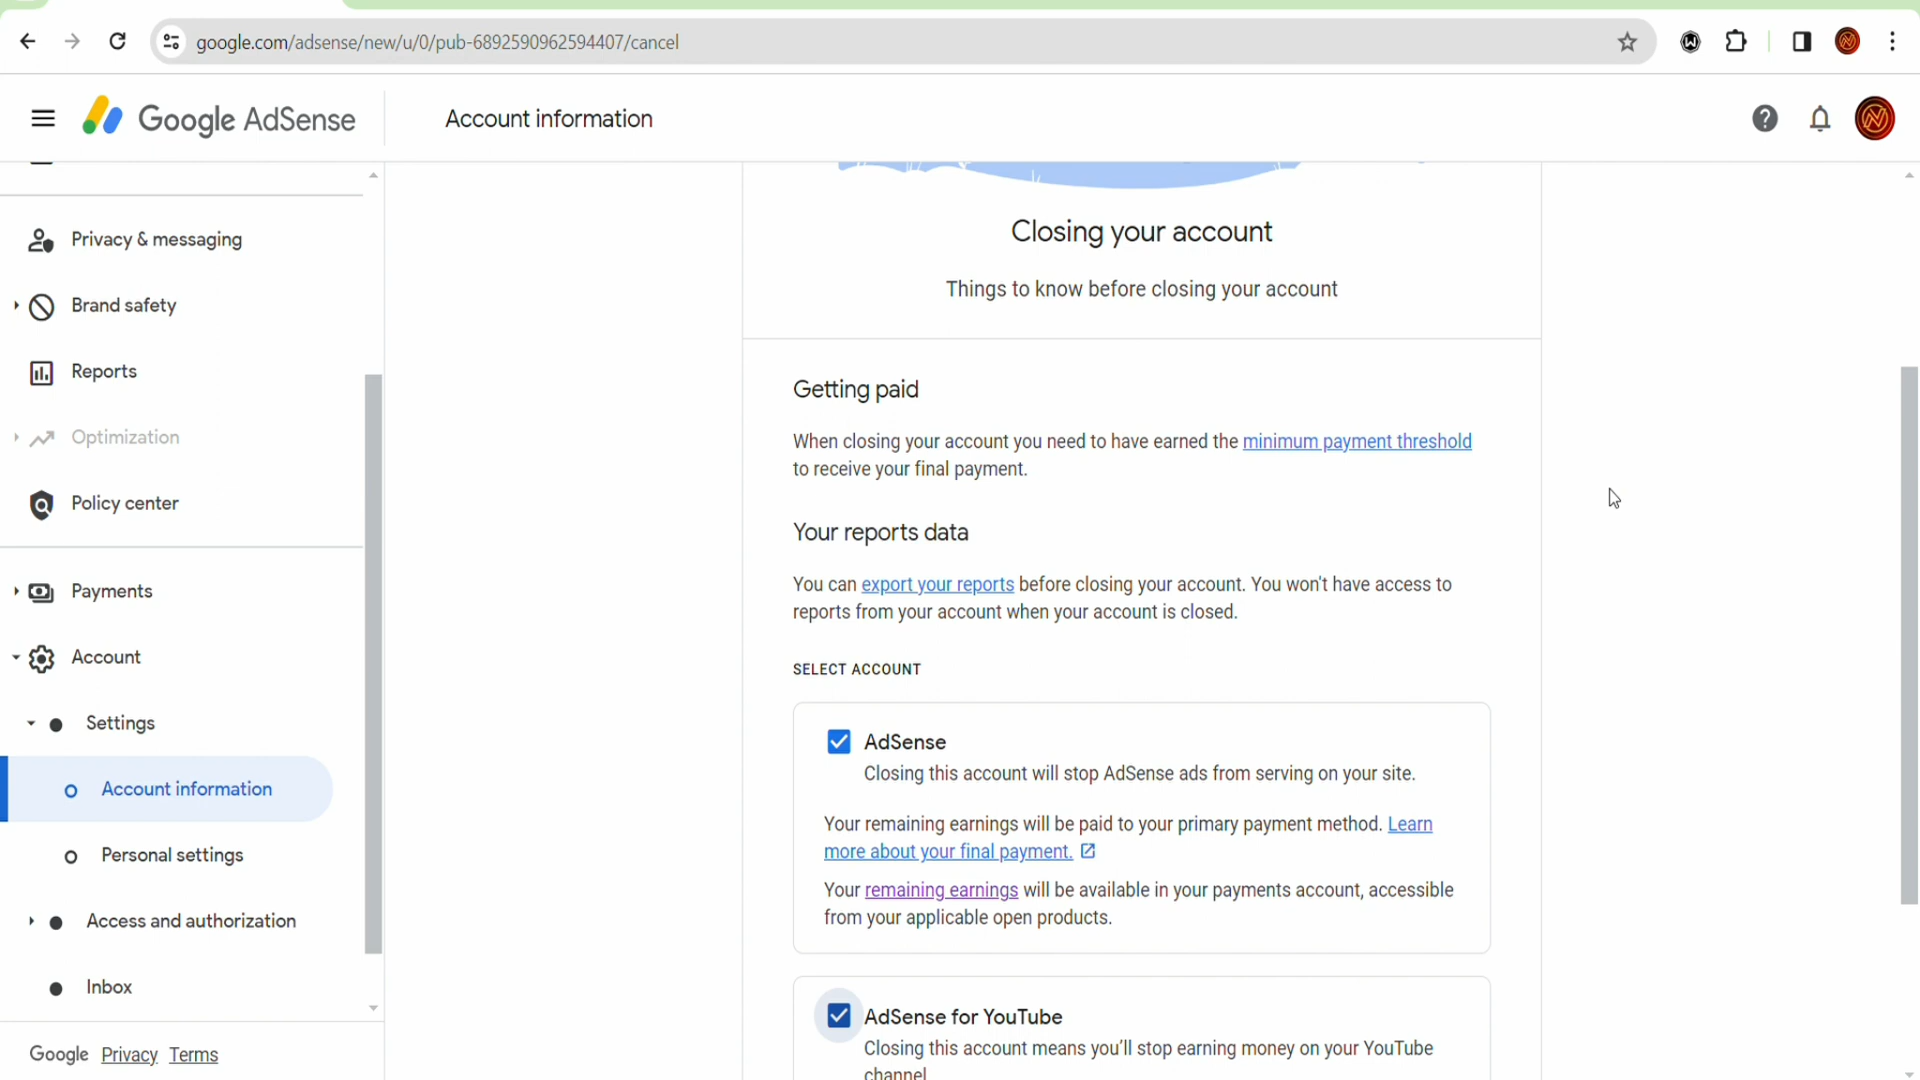 google.com/adsense/new/u/0/pub-6892590962594407/cancel
Google AdSense
Account information
Privacy & messaging
Brand safety
Reports
Optimization
Policy center
Payments
Account
Settings
Account information
Personal settings
Access and authorization
Inbox
Google Privacy Terms
Closing your account
Things to know before closing your account
Getting paid
When closing your account you need to have earned the minimum payment threshold
to receive your final payment.
Your reports data
You can export your reports before closing your account. You won't have access to
reports from your account when your account is closed.
SELECT ACCOUNT
AdSense
Closing this account will stop AdSense ads from serving on your site.
Your remaining earnings will be paid to your primary payment method. Learn
more about your final payment.
Your remaining earnings will be available in your payments account, accessible
from your applicable open products.
AdSense for YouTube
Closing this account means you'll stop earning money on your YouTube
channel